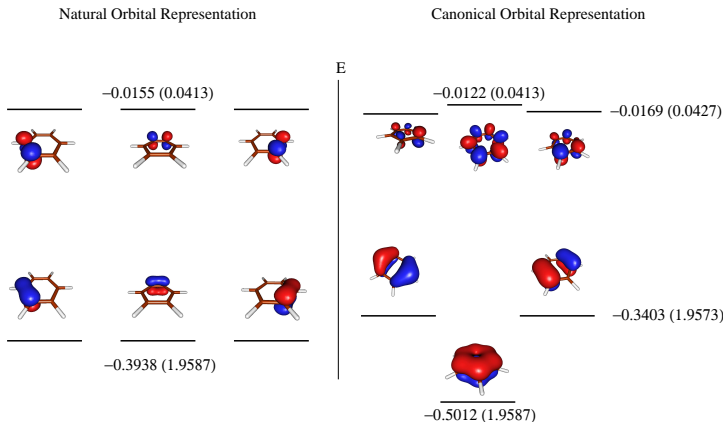 Natural Orbital Representation
Canonical Orbital Representation
E
−0.0155 (0.0413)
−0.0122 (0.0413)
−0.0169 (0.0427)
−0.3403 (1.9573)
−0.3938 (1.9587)
−0.5012 (1.9587)